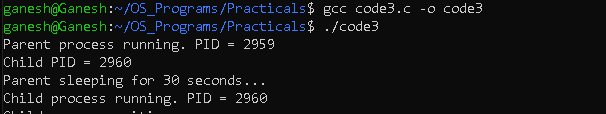 ganesh@Ganesh:~/OS_Programs/Practicals$ gcc code3.c -o code3
ganesh@Ganesh:~/OS_Programs/Practicals$ ./code3
Parent process running. PID = 2959
Child PID = 2960
Parent sleeping for 30 seconds...
Child process running. PID = 2960